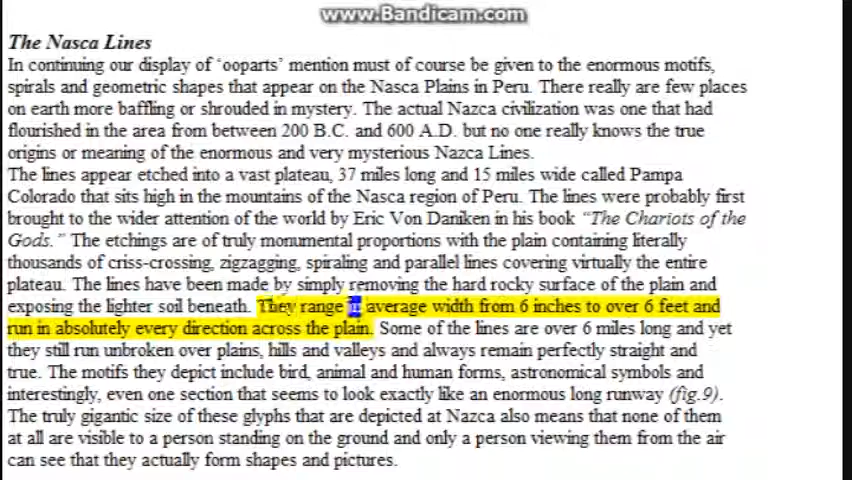 www.Bandicam.com
The Nasca Lines
In continuing our display of ‘ooparts’ mention must of course be given to the enormous motifs,
spirals and geometric shapes that appear on the Nasca Plains in Peru. There really are few places
on earth more baffling or shrouded in mystery. The actual Nazca civilization was one that had
flourished in the area from between 200 B.C. and 600 A.D. but no one really knows the true
origins or meaning of the enormous and very mysterious Nazca Lines.
The lines appear etched into a vast plateau, 37 miles long and 15 miles wide called Pampa
Colorado that sits high in the mountains of the Nasca region of Peru. The lines were probably first
brought to the wider attention of the world by Eric Von Daniken in his book “The Chariots of the
Gods.” The etchings are of truly monumental proportions with the plain containing literally
thousands of criss-crossing, zigzagging, spiraling and parallel lines covering virtually the entire
plateau. The lines have been made by simply removing the hard rocky surface of the plain and
exposing the lighter soil beneath. They range in average width from 6 inches to over 6 feet and
run in absolutely every direction across the plain. Some of the lines are over 6 miles long and yet
they still run unbroken over plains, hills and valleys and always remain perfectly straight and
true. The motifs they depict include bird, animal and human forms, astronomical symbols and
interestingly, even one section that seems to look exactly like an enormous long runway (fig.9).
The truly gigantic size of these glyphs that are depicted at Nazca also means that none of them
at all are visible to a person standing on the ground and only a person viewing them from the air
can see that they actually form shapes and pictures.